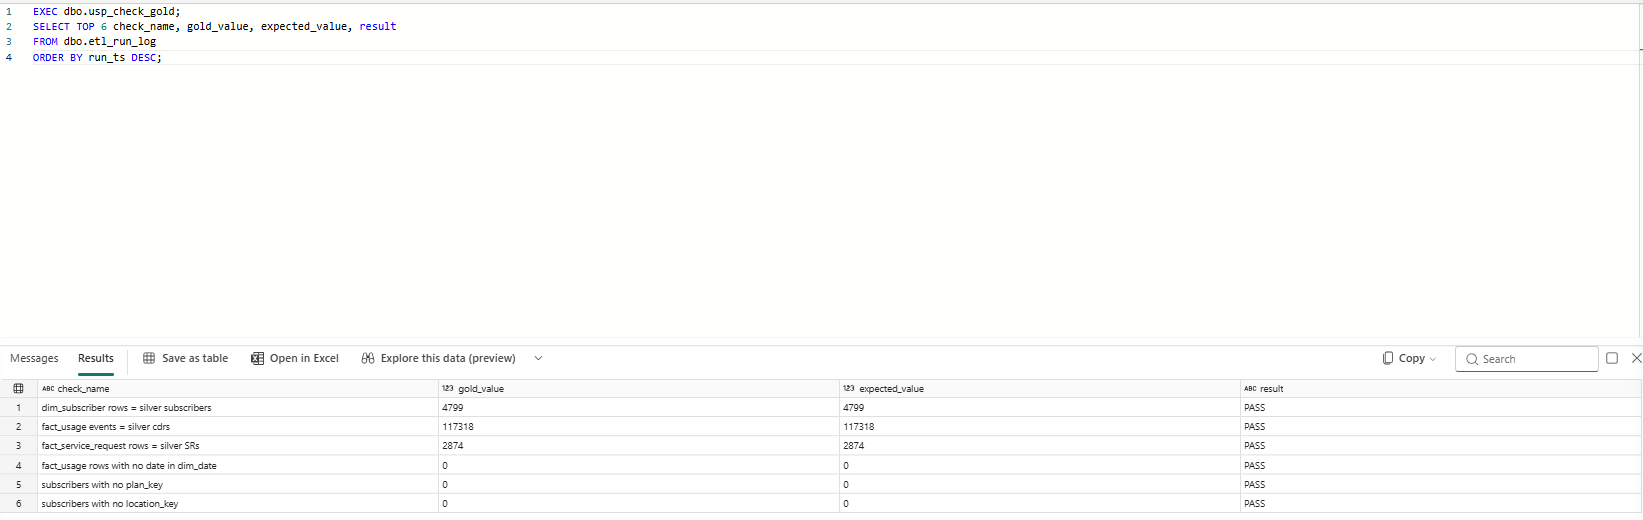 1 EXEC dbo.usp_check_gold;
2 SELECT TOP 6 check_name, gold_value, expected_value, result
3 FROM dbo.etl_run_log
4 ORDER BY run_ts DESC;
Messages Results Save as table Open in Excel Explore this data (preview) Copy Search
ABC check_name 123 gold_value 123 expected_value ABC result
1 dim_subscriber rows = silver subscribers 4799 4799 PASS
2 fact_usage events = silver cdrs 117318 117318 PASS
3 fact_service_request rows = silver SRs 2874 2874 PASS
4 fact_usage rows with no date in dim_date 0 0 PASS
5 subscribers with no plan_key 0 0 PASS
6 subscribers with no location_key 0 0 PASS